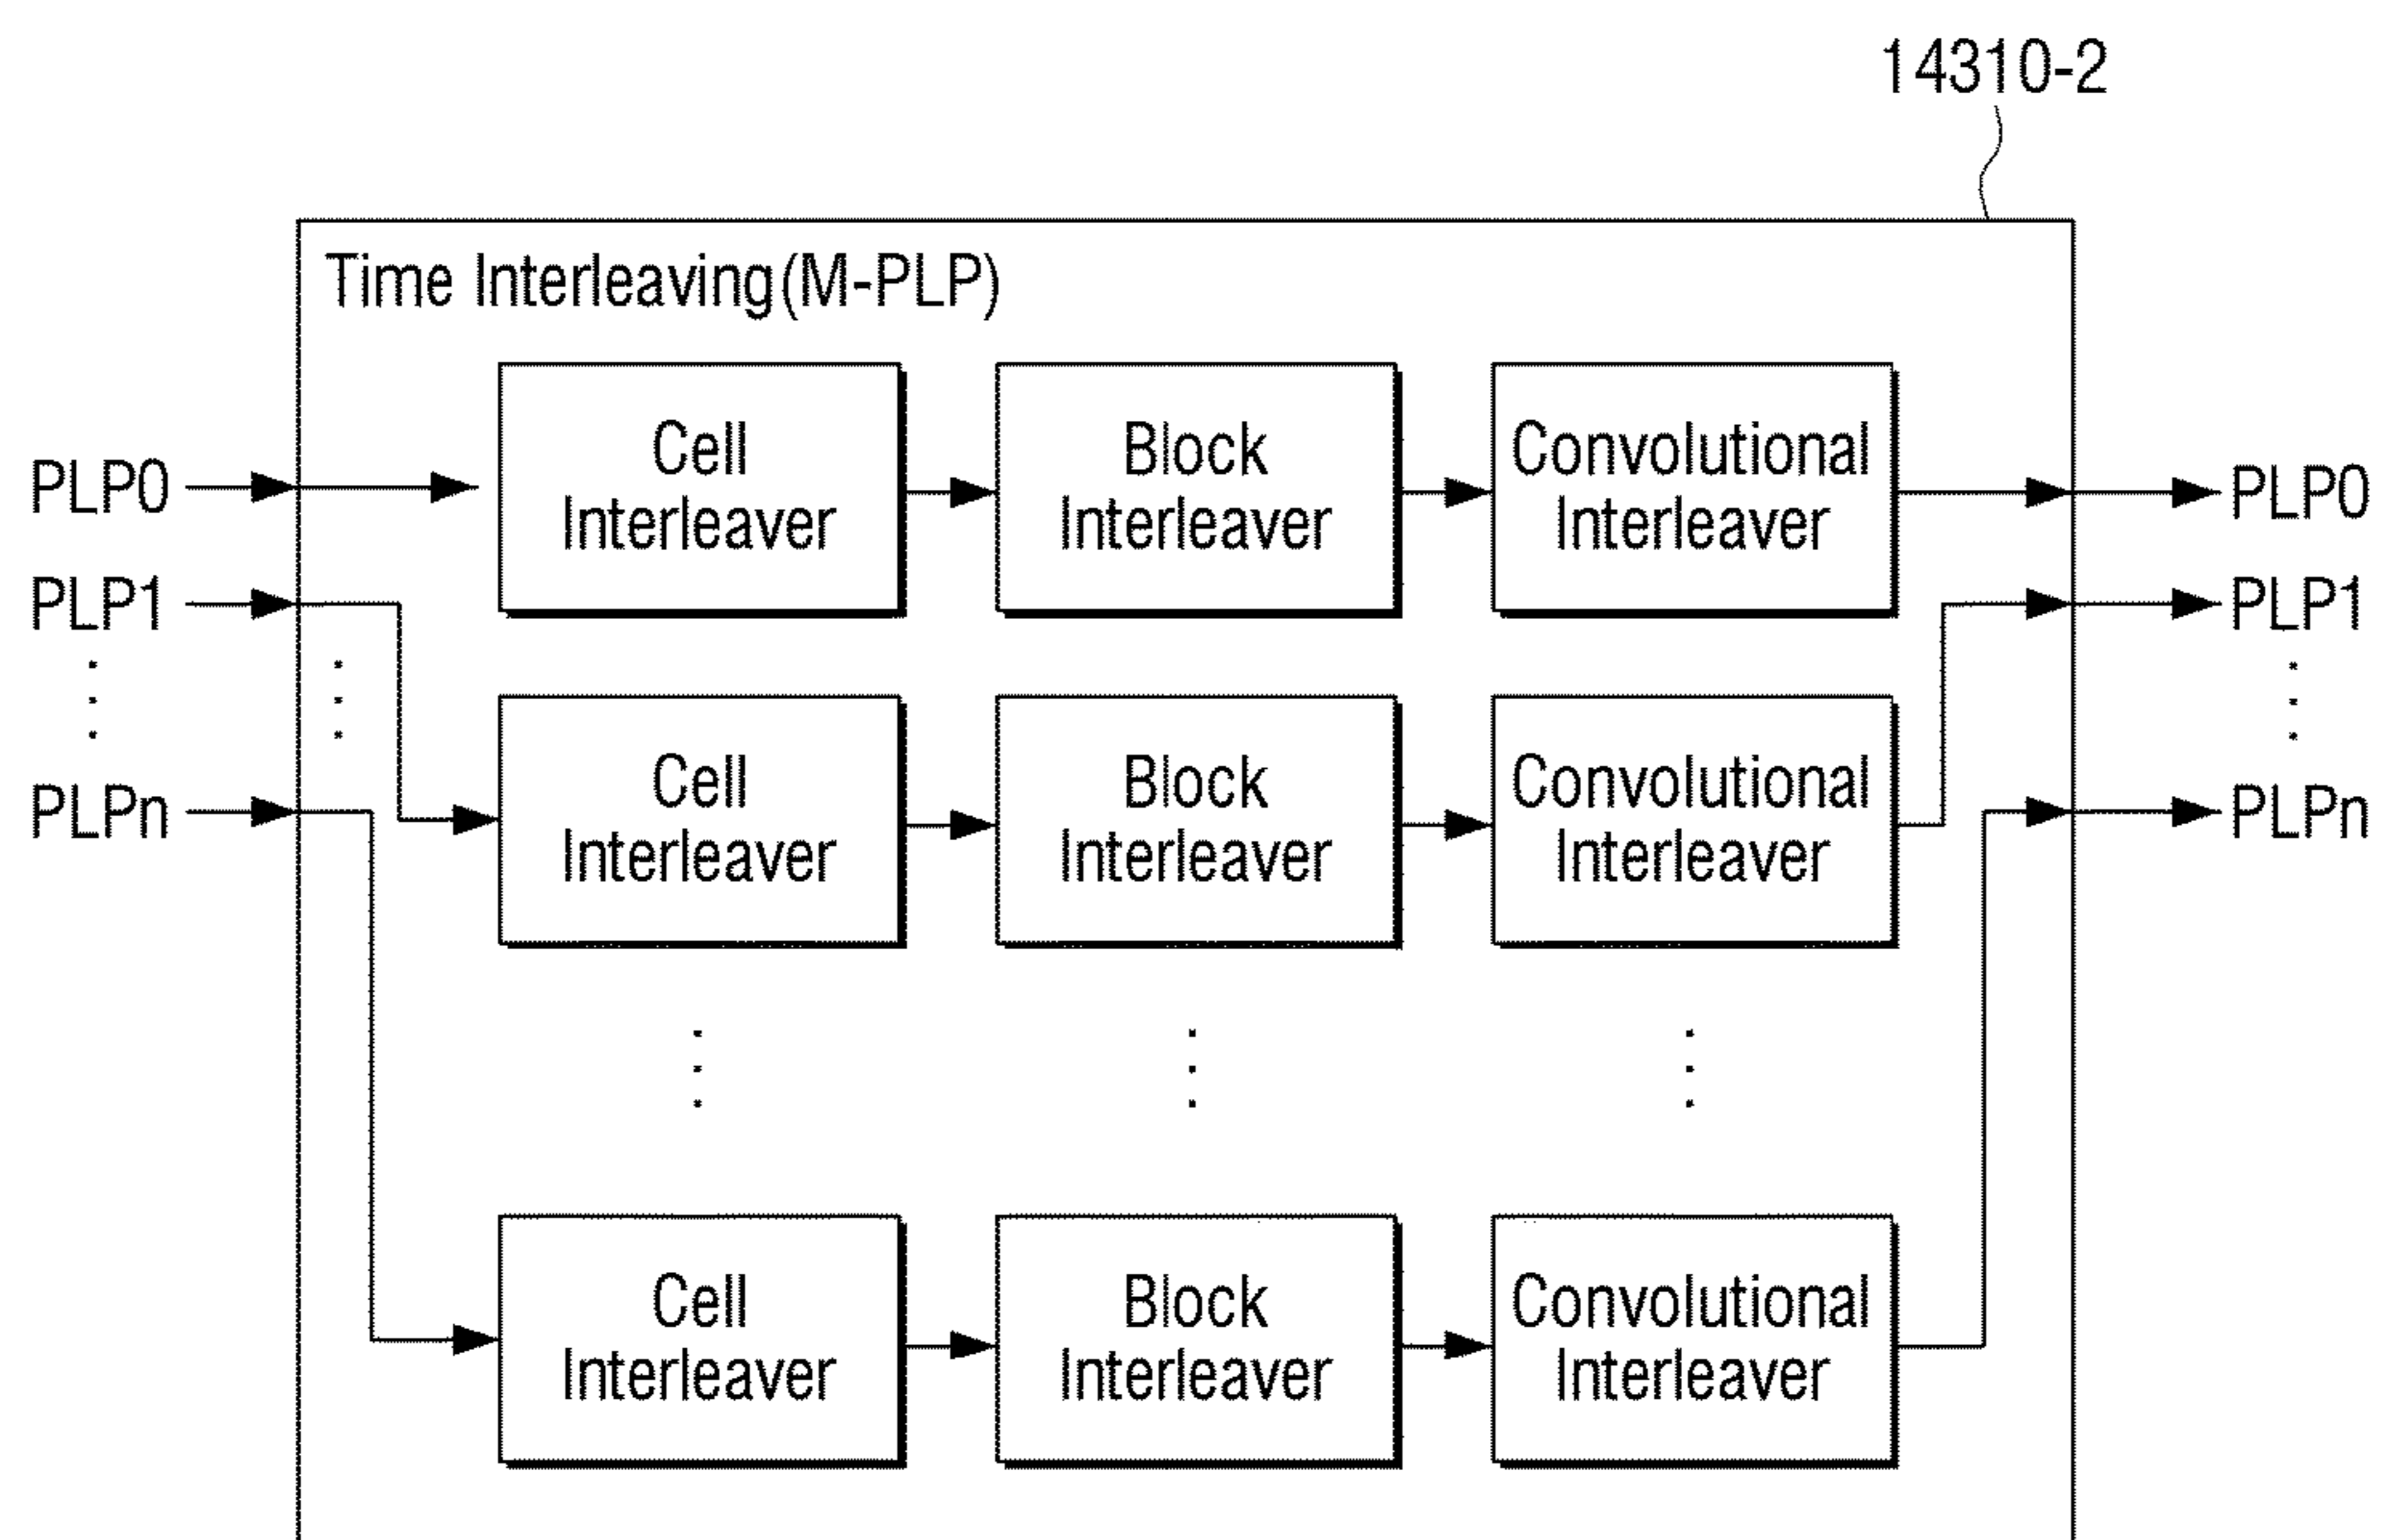 14310-2
Time Interleaving(M-PLP)
PLP0
Cell
Interleaver
Block
Interleaver
Convolutional
Interleaver
PLP0
PLP1
PLP1
PLPn
Cell
Interleaver
Block
Interleaver
Convolutional
Interleaver
PLPn
Cell
Interleaver
Block
Interleaver
Convolutional
Interleaver